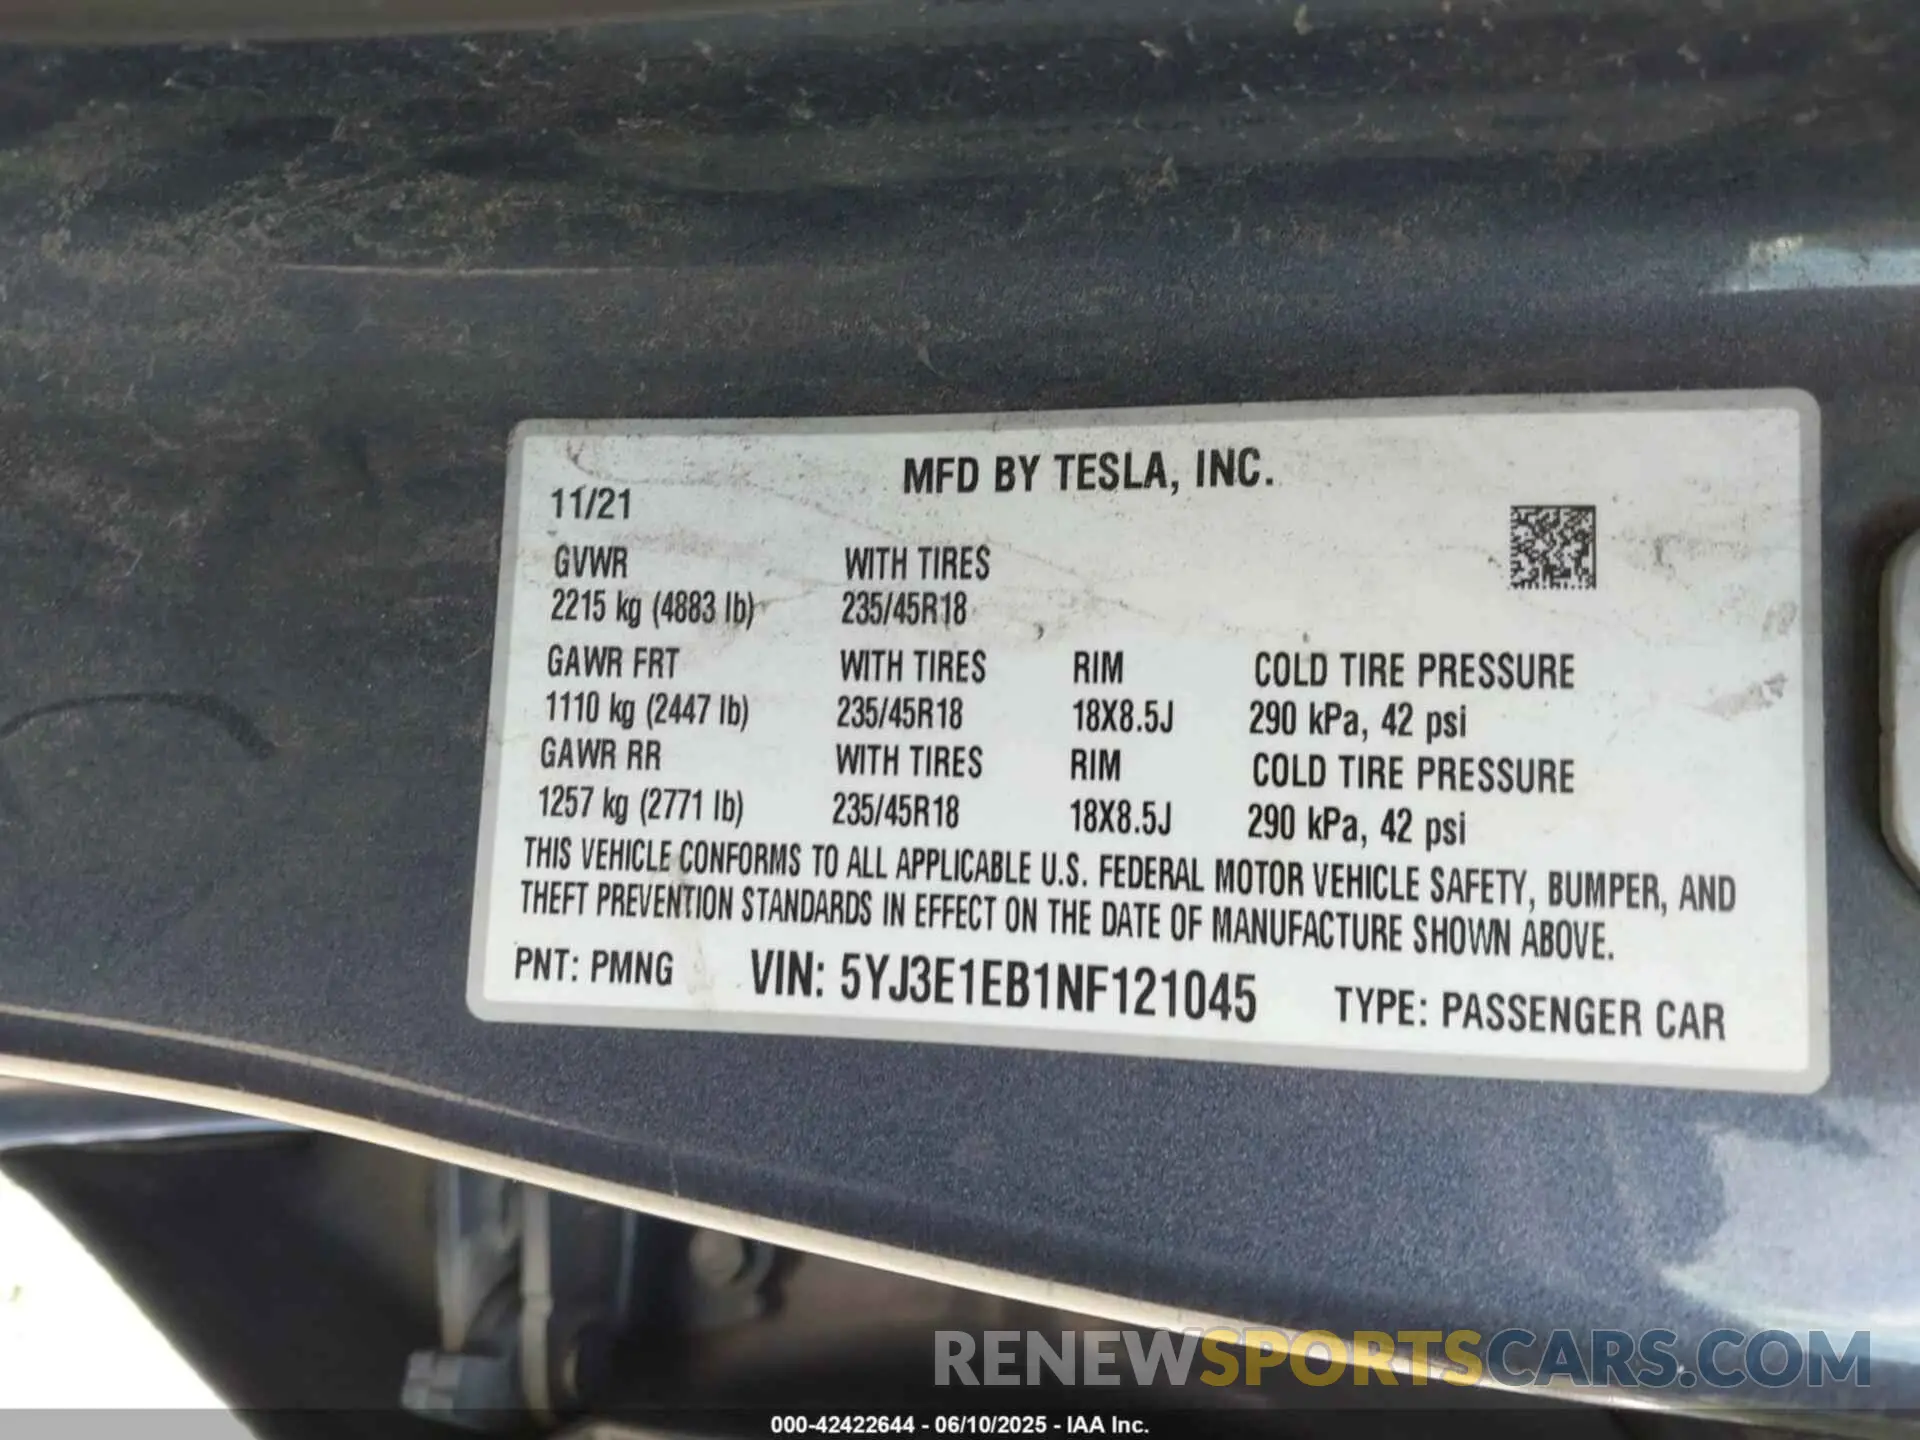 MFD BY TESLA, INC.
11/21
GVWR WITH TIRES
2215 kg (4883 lb) 235/45R18
GAWR FRT WITH TIRES RIM COLD TIRE PRESSURE
1110 kg (2447 lb) 235/45R18 18X8.5J 290 kPa, 42 psi
GAWR RR WITH TIRES RIM COLD TIRE PRESSURE
1257 kg (2771 lb) 235/45R18 18X8.5J 290 kPa, 42 psi
THIS VEHICLE CONFORMS TO ALL APPLICABLE U.S. FEDERAL MOTOR VEHICLE SAFETY, BUMPER, AND
THEFT PREVENTION STANDARDS IN EFFECT ON THE DATE OF MANUFACTURE SHOWN ABOVE.
PNT: PMNG VIN: 5YJ3E1EB1NF121045 TYPE: PASSENGER CAR
RENEWSPORTSCARS.COM
000-42422644 - 06/10/2025 - IAA Inc.